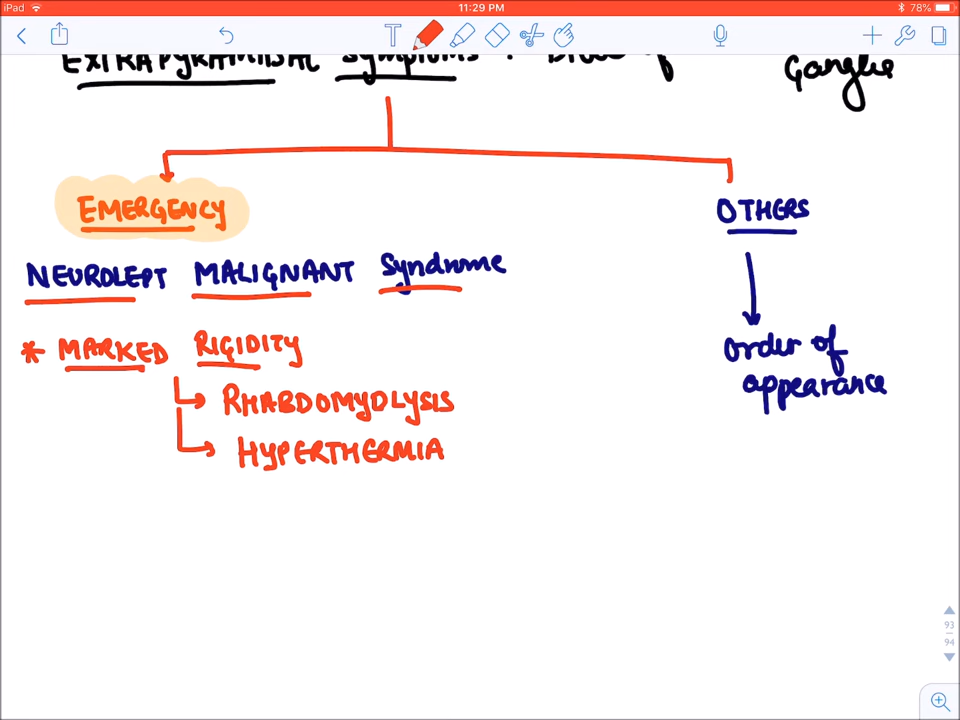 iPad 11:29 PM 78%
T
EXTRAPYRAMIDAL Symptoms :
Ganglia
EMERGENCY
OTHERS
NEUROLEPT MALIGNANT Syndrome
* MARKED RIGIDITY
order of
appearance
RHABDOMYOLYSIS
HYPERTHERMIA
93
94